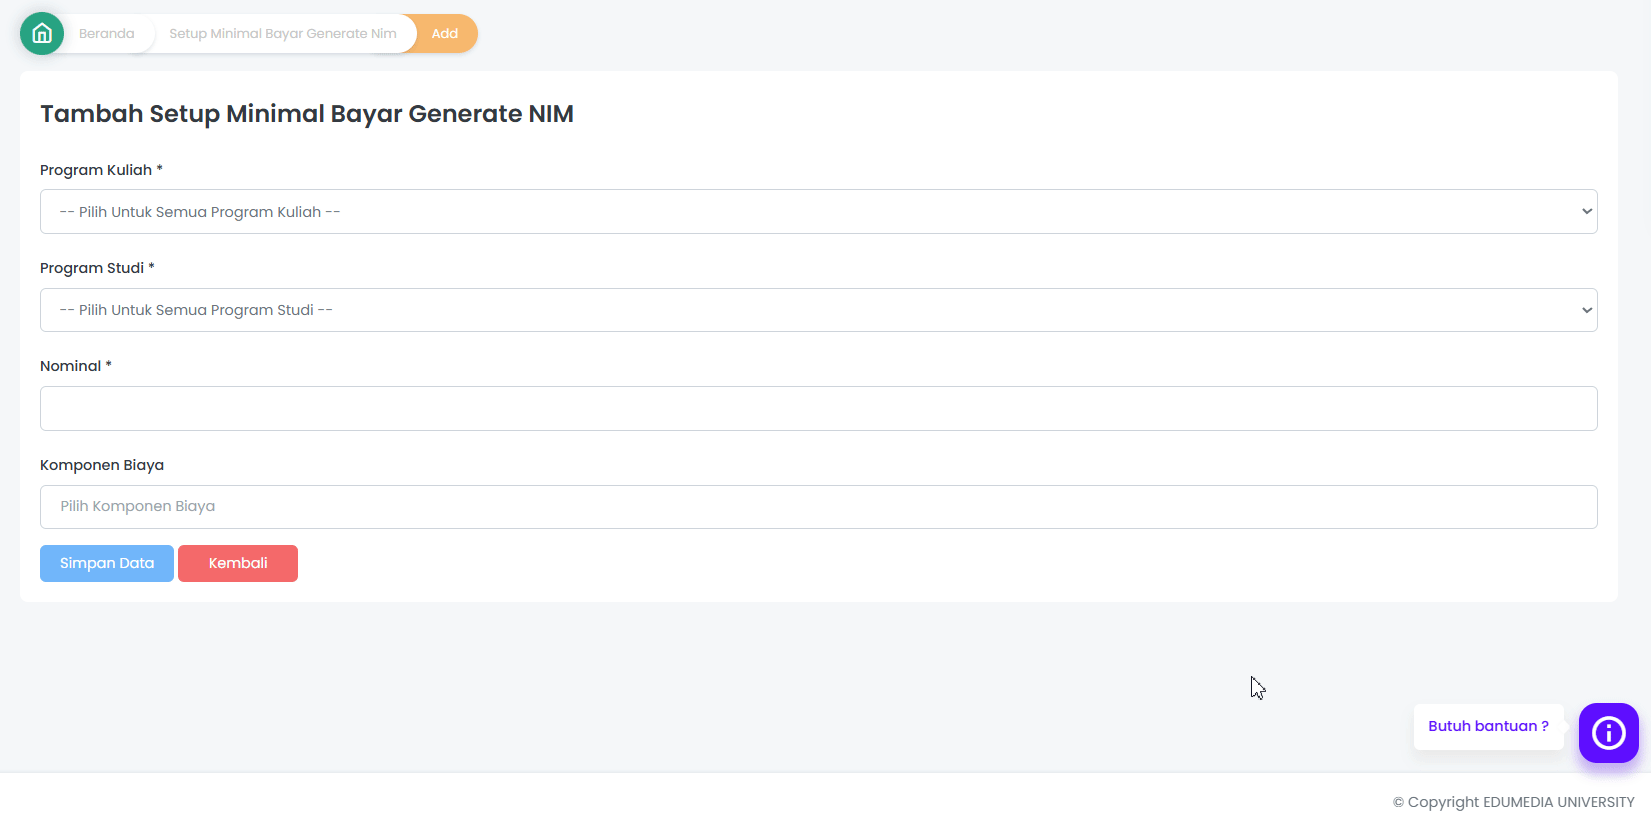 Beranda
Setup Minimal Bayar Generate Nim
Add
Tambah Setup Minimal Bayar Generate NIM
Program Kuliah *
-- Pilih Untuk Semua Program Kuliah --
Program Studi *
-- Pilih Untuk Semua Program Studi --
Nominal *
Komponen Biaya
Pilih Komponen Biaya
Simpan Data
Kembali
Butuh bantuan ?
© Copyright EDUMEDIA UNIVERSITY